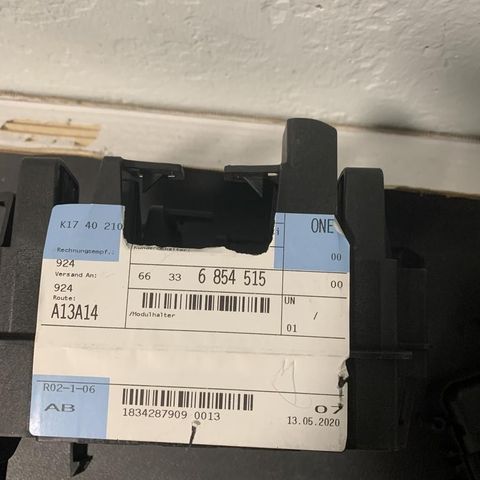 K17 40 210
ONE
Rechnungsempf.:
00
924
Versand An:
66 33 6 854 515
00
924
Route:
A13A14
/Modulhalter
UN /
01
R02-1-06
AB
1834287909 0013
07
13.05.2020